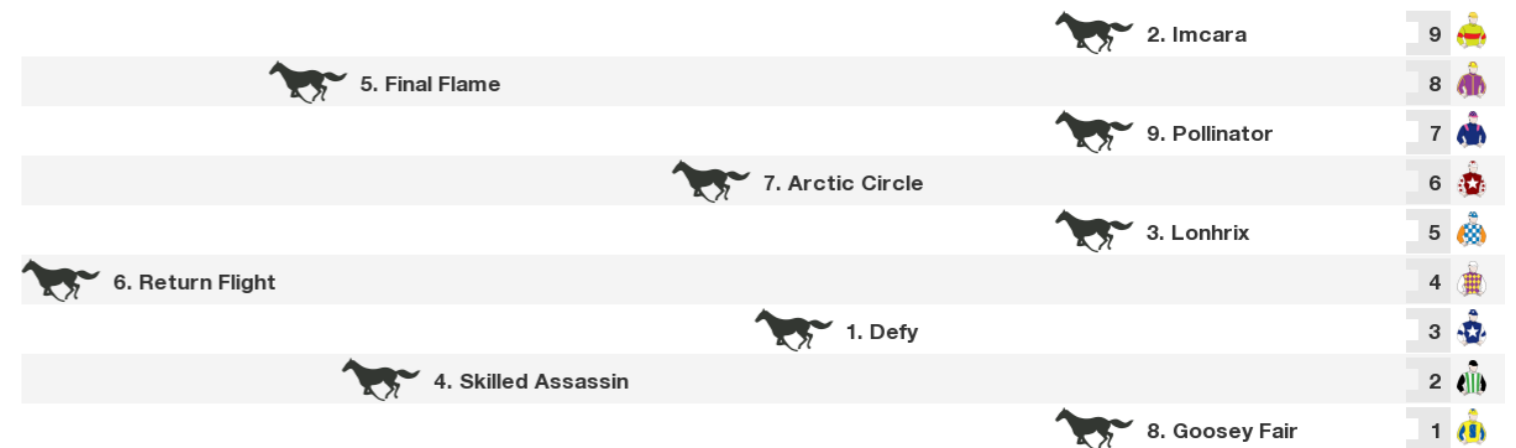 2. Imcara 9
5. Final Flame 8
9. Pollinator 7
7. Arctic Circle 6
3. Lonhrix 5
6. Return Flight 4
1. Defy 3
4. Skilled Assassin 2
8. Goosey Fair 1